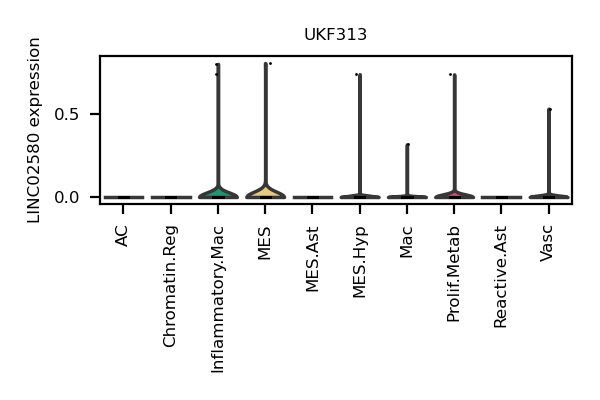 UKF313
LINC02580 expression
0.5
0.0
AC
Chromatin.Reg
Inflammatory.Mac
MES
MES.Ast
MES.Hyp
Mac
Prolif.Metab
Reactive.Ast
Vasc